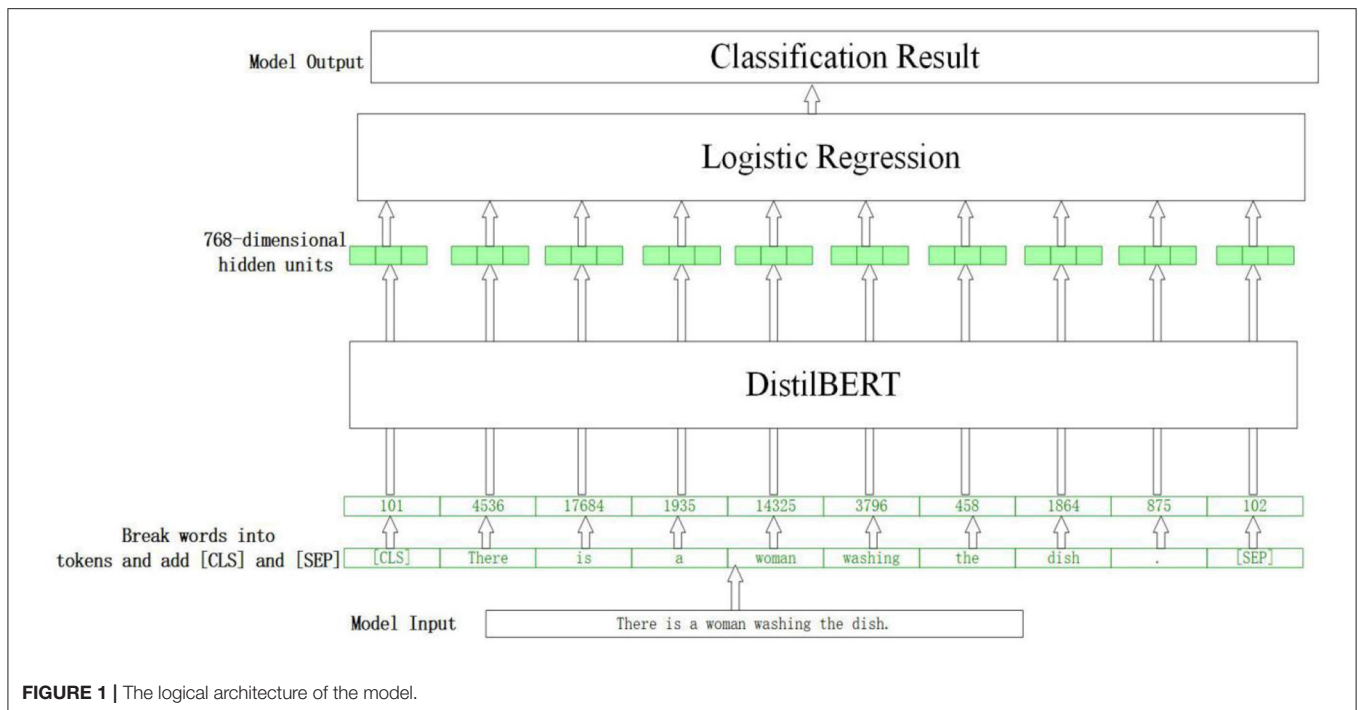 Model Output
Classification Result
Logistic Regression
768-dimensional
hidden units
DistilBERT
101 4536 17684 1935 14325 3796 458 1864 875 102
Break words into
tokens and add [CLS] and [SEP]
[CLS] There is a woman washing the dish . [SEP]
Model Input
There is a woman washing the dish.
FIGURE 1 | The logical architecture of the model.